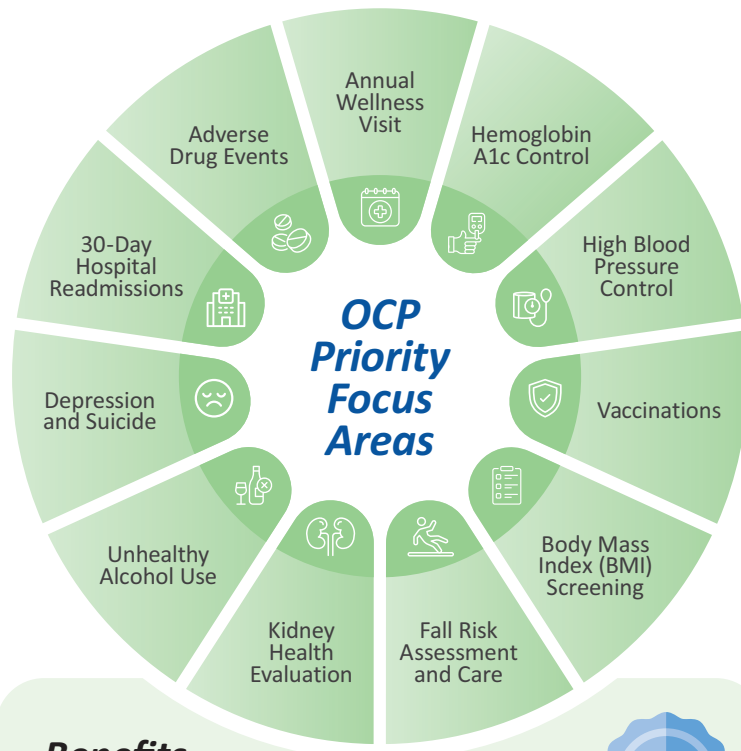 Annual
Wellness
Visit
Hemoglobin
A1c Control
High Blood
Pressure
Control
Vaccinations
Body Mass
Index (BMI)
Screening
Fall Risk
Assessment
and Care
Kidney
Health
Evaluation
Unhealthy
Alcohol Use
Depression
and Suicide
30-Day
Hospital
Readmissions
Adverse
Drug Events
OCP
Priority
Focus
Areas
Benefits